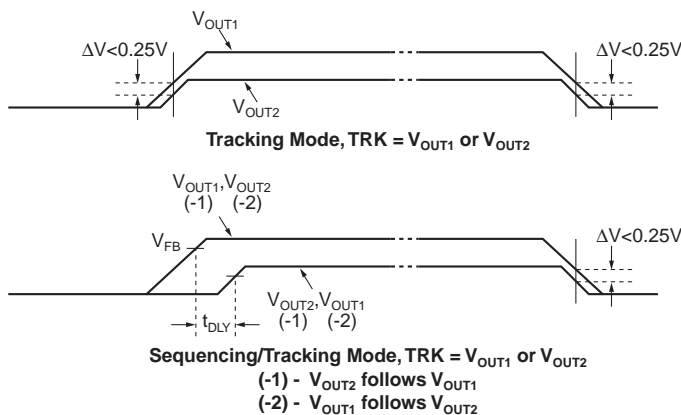 V_OUT1
ΔV<0.25V
ΔV<0.25V
V_OUT2
Tracking Mode, TRK = V_OUT1 or V_OUT2
V_OUT1,V_OUT2
(-1) (-2)
V_FB
ΔV<0.25V
V_OUT2,V_OUT1
(-1) (-2)
t_DLY
Sequencing/Tracking Mode, TRK = V_OUT1 or V_OUT2
(-1) - V_OUT2 follows V_OUT1
(-2) - V_OUT1 follows V_OUT2